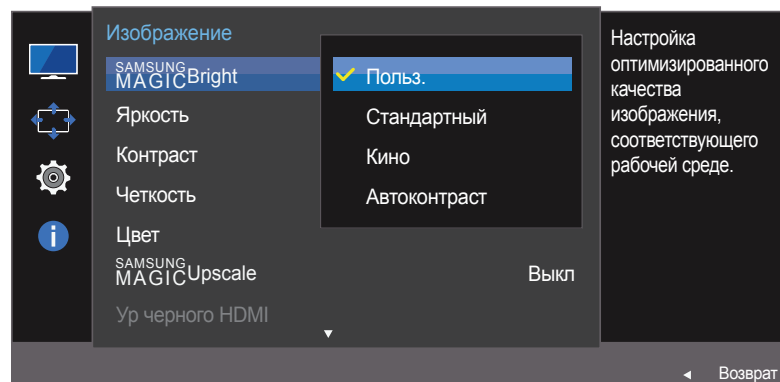 Изображение
SAMSUNG MAGICBright
Яркость
Контраст
Четкость
Цвет
SAMSUNG MAGICUpscale Выкл
Ур черного HDMI
Польз.
Стандартный
Кино
Автоконтраст
Настройка
оптимизированного
качества
изображения,
соответствующего
рабочей среде.
Возврат